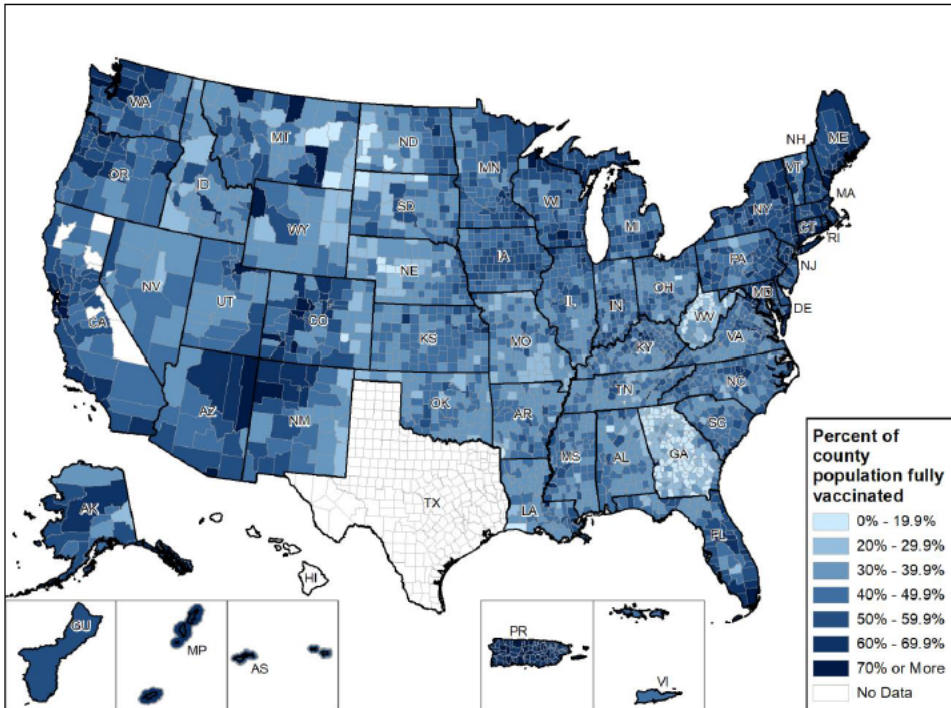 WA
MT
ND
MN
OR
ID
WY
SD
WI
MI
NH
VT
ME
NY
MA
CT
RI
NV
UT
CO
NE
IA
IL
IN
OH
PA
NJ
MD
DE
CA
KS
MO
KY
WV
VA
AZ
NM
OK
AR
TN
NC
TX
LA
MS
AL
GA
SC
FL
AK
HI
GU
MP
AS
PR
VI
Percent of
county
population fully
vaccinated
0% - 19.9%
20% - 29.9%
30% - 39.9%
40% - 49.9%
50% - 59.9%
60% - 69.9%
70% or More
No Data